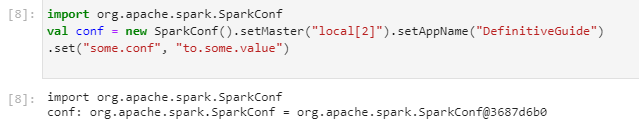 [8]: import org.apache.spark.SparkConf
val conf = new SparkConf().setMaster("local[2]").setAppName("DefinitiveGuide")
.set("some.conf", "to.some.value")
[8]: import org.apache.spark.SparkConf
conf: org.apache.spark.SparkConf = org.apache.spark.SparkConf@3687d6b0